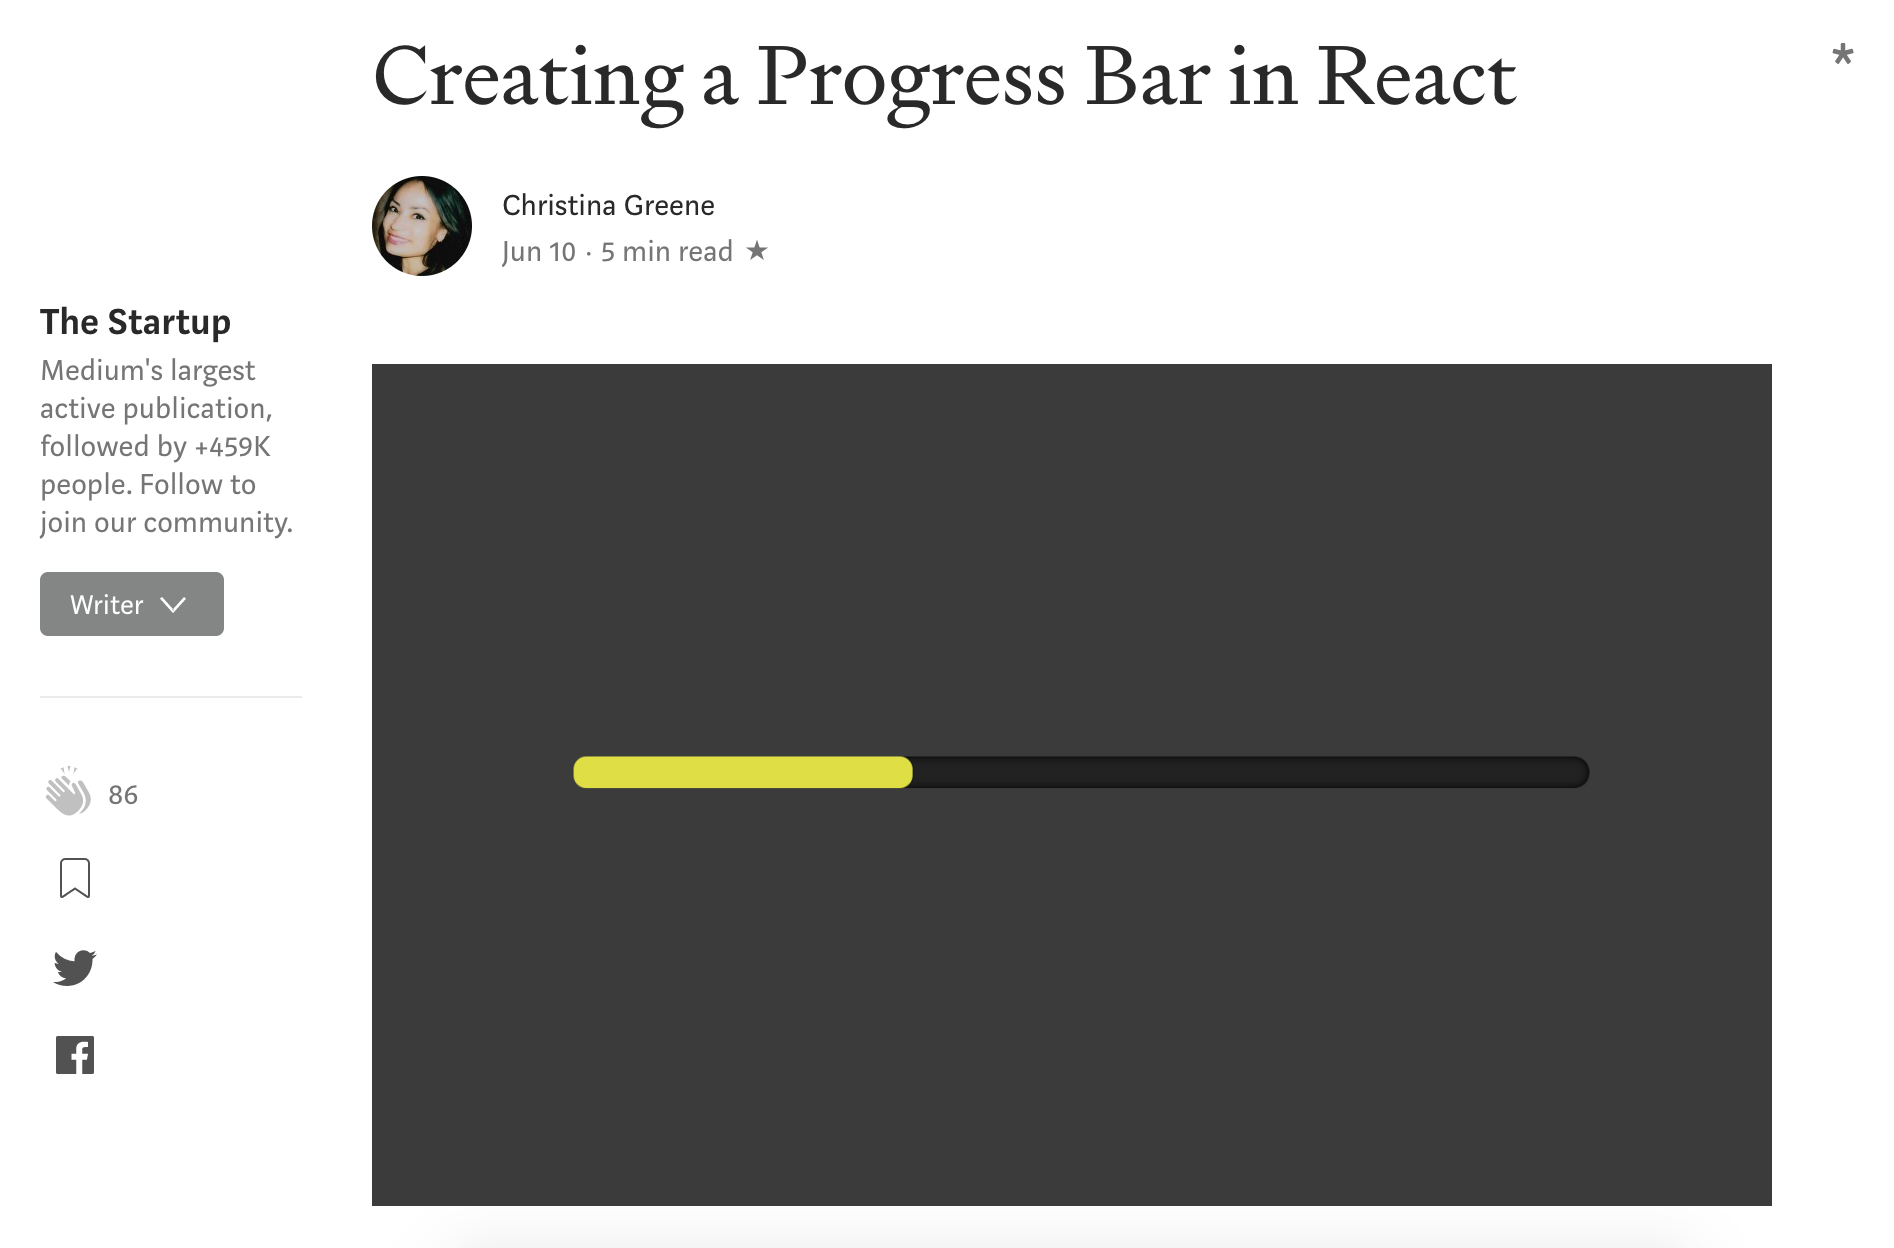 Creating a Progress Bar in React
*
Christina Greene
Jun 10 · 5 min read ★
The Startup
Medium's largest
active publication,
followed by +459K
people. Follow to
join our community.
Writer
86